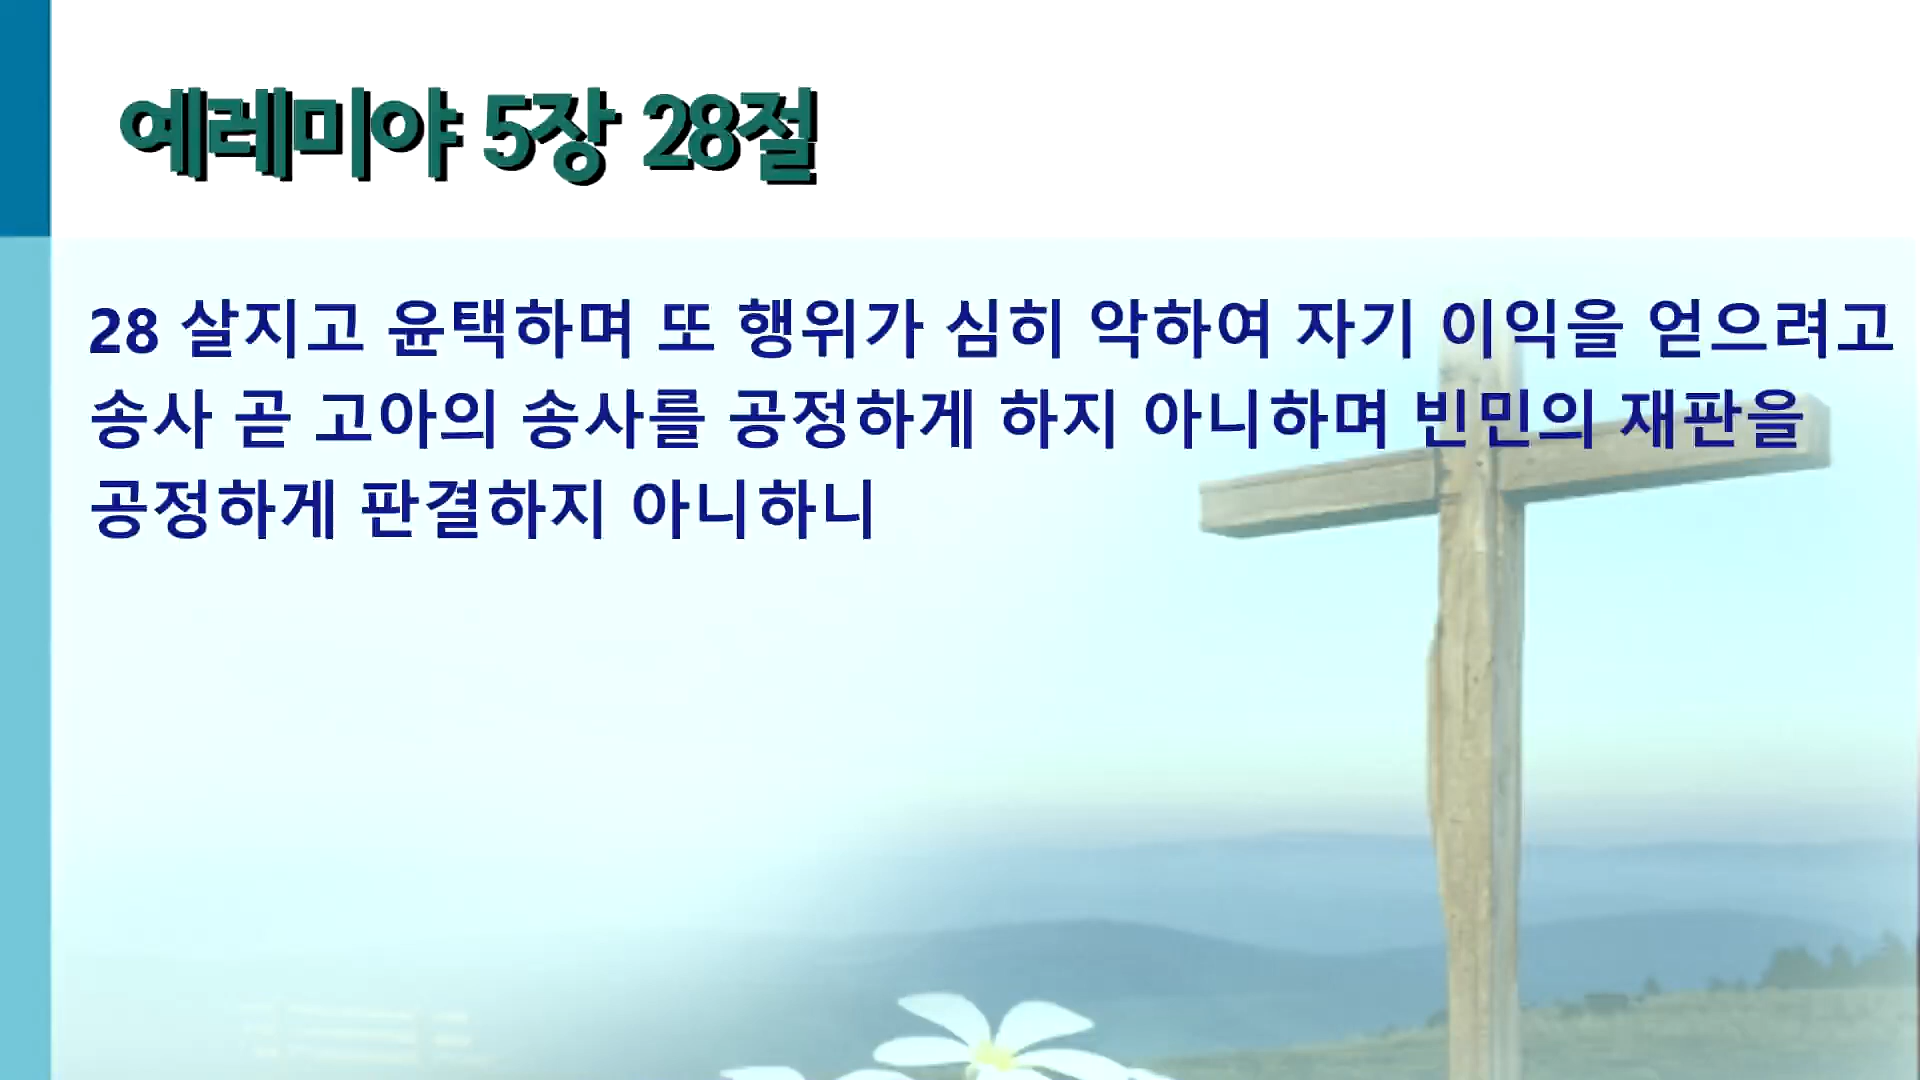 예레미야 5장 28절
28 살지고 윤택하며 또 행위가 심히 악하여 자기 이익을 얻으려고
송사 곧 고아의 송사를 공정하게 하지 아니하며 빈민의 재판을
공정하게 판결하지 아니하니